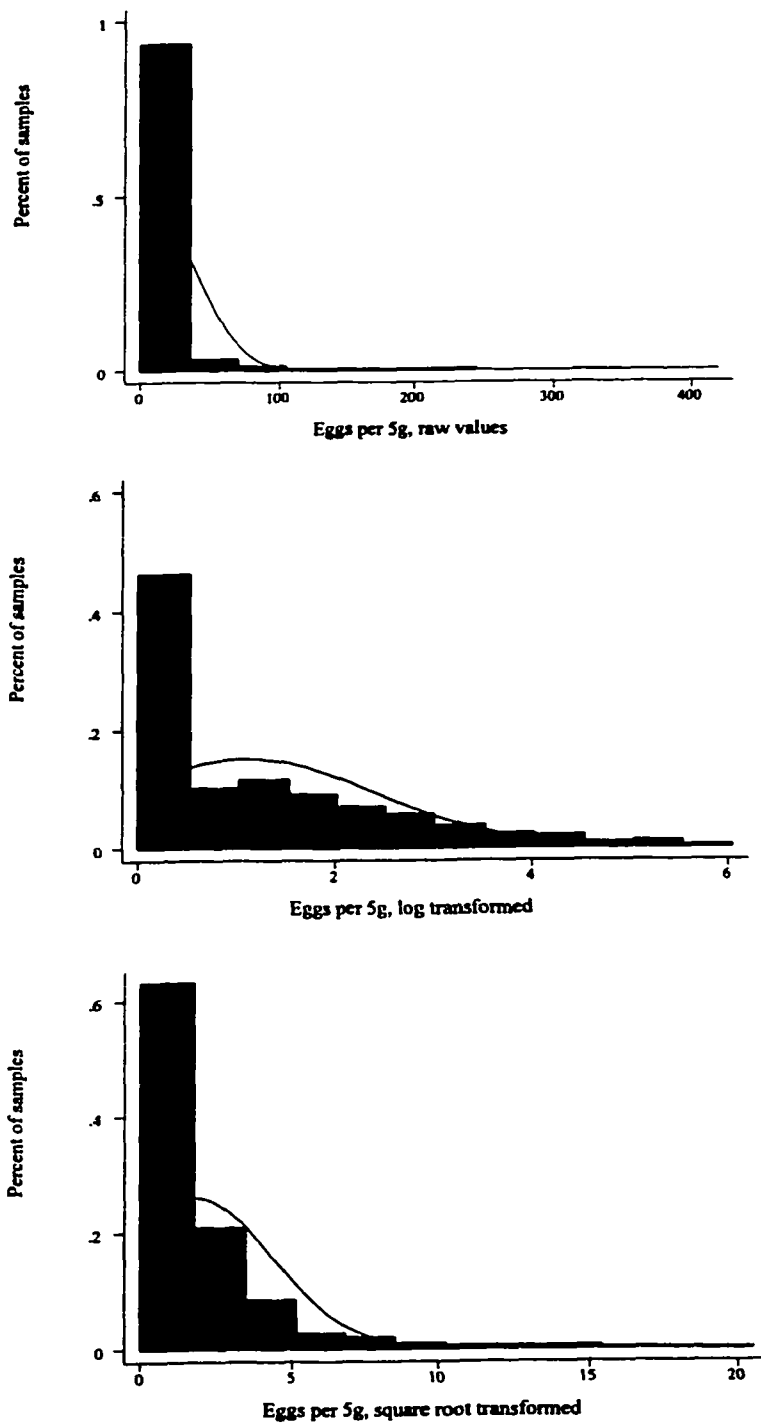 Percent of samples
1
.5
0
0 100 200 300 400
Eggs per 5g, raw values
Percent of samples
.6
.4
.2
0
0 2 4 6
Eggs per 5g, log transformed
Percent of samples
.6
.4
.2
0
0 5 10 15 20
Eggs per 5g, square root transformed